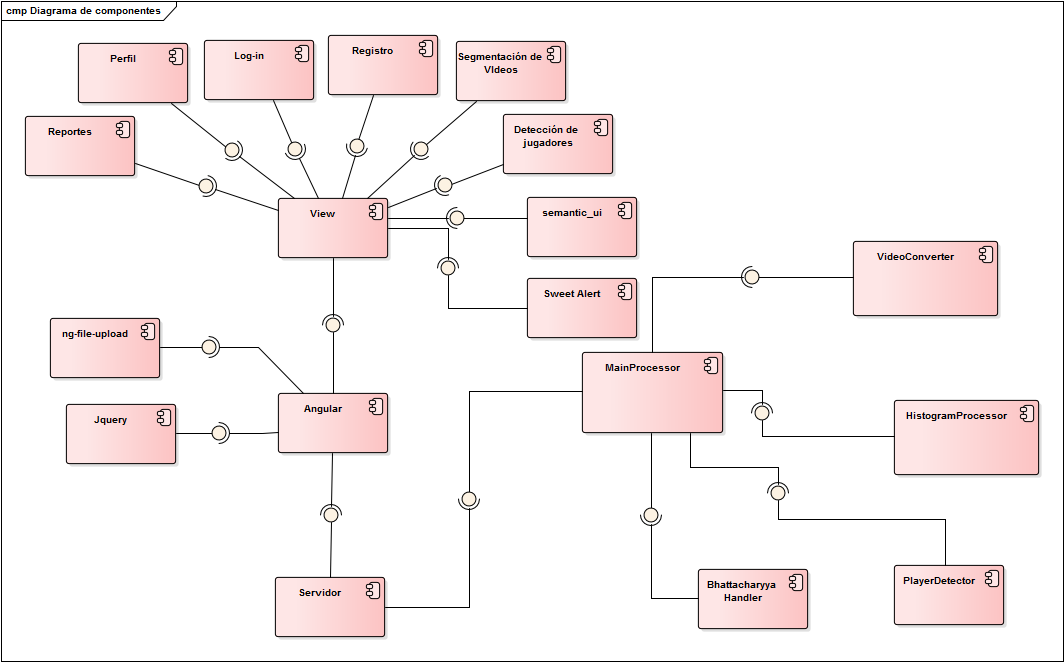 cmp Diagrama de componentes
Perfil
Log-in
Registro
Segmentación de
VIdeos
Reportes
Detección de
jugadores
View
semantic_ui
VideoConverter
Sweet Alert
ng-file-upload
MainProcessor
Angular
Jquery
HistogramProcessor
Servidor
Bhattacharyya
Handler
PlayerDetector